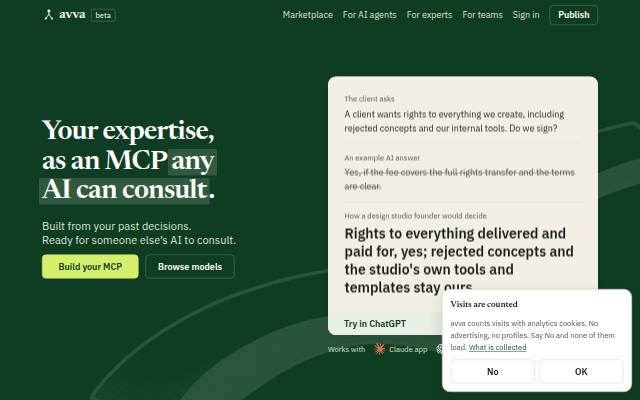 avva beta
Marketplace For AI agents For experts For teams Sign in Publish
Your expertise,
as an MCP any
AI can consult.
Built from your past decisions.
Ready for someone else's AI to consult.
Build your MCP Browse models
The client asks
A client wants rights to everything we create, including
rejected concepts and our internal tools. Do we sign?
An example AI answer
Yes, if the fee covers the full rights transfer and the terms
are clear.
How a design studio founder would decide
Rights to everything delivered and
paid for, yes; rejected concepts and
the studio's own tools and
templates stay ours.
Try in ChatGPT
Works with Claude app
Visits are counted
avva counts visits with analytics cookies. No
advertising, no profiles. Say No and none of them
load. What is collected
No OK